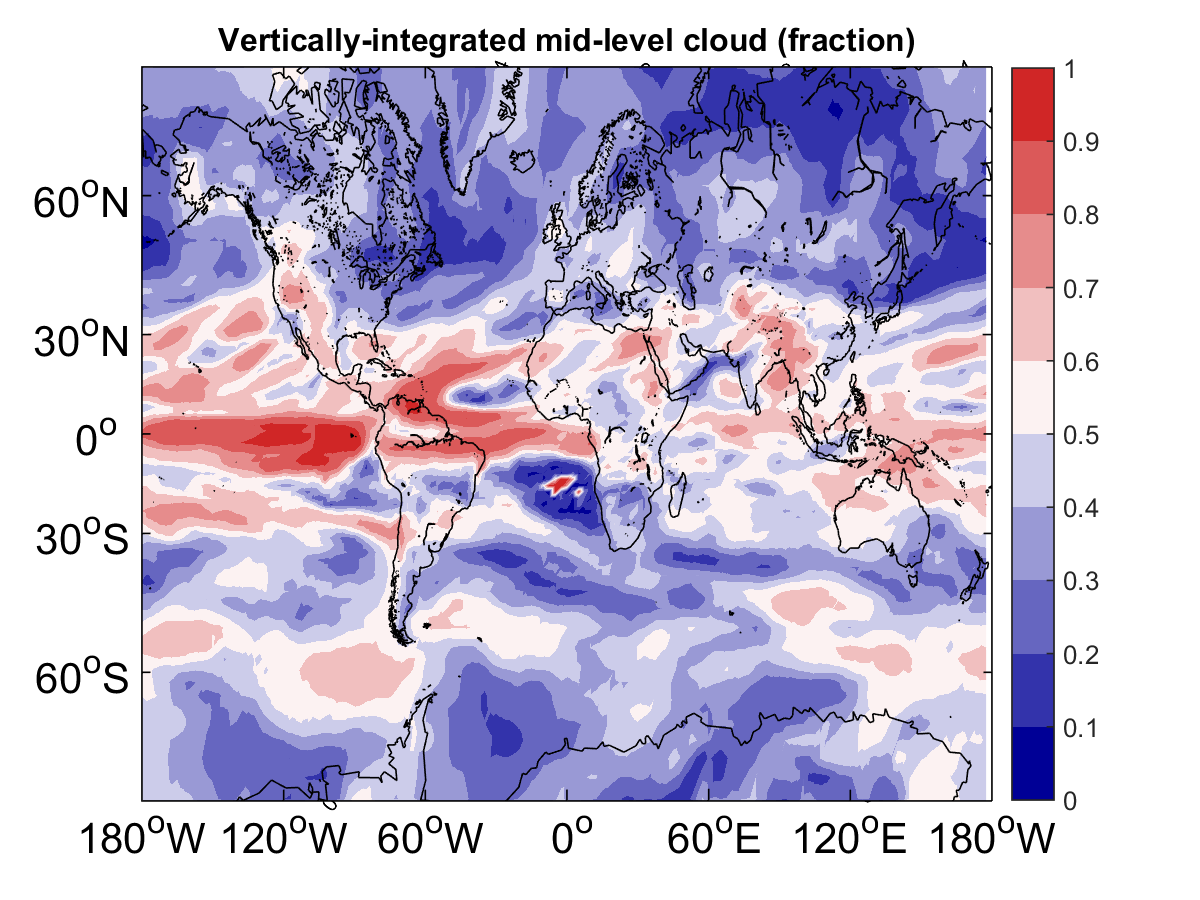 Vertically-integrated mid-level cloud (fraction)
60°N
30°N
0°
30°S
60°S
180°W 120°W 60°W 0° 60°E 120°E 180°W
1
0.9
0.8
0.7
0.6
0.5
0.4
0.3
0.2
0.1
0